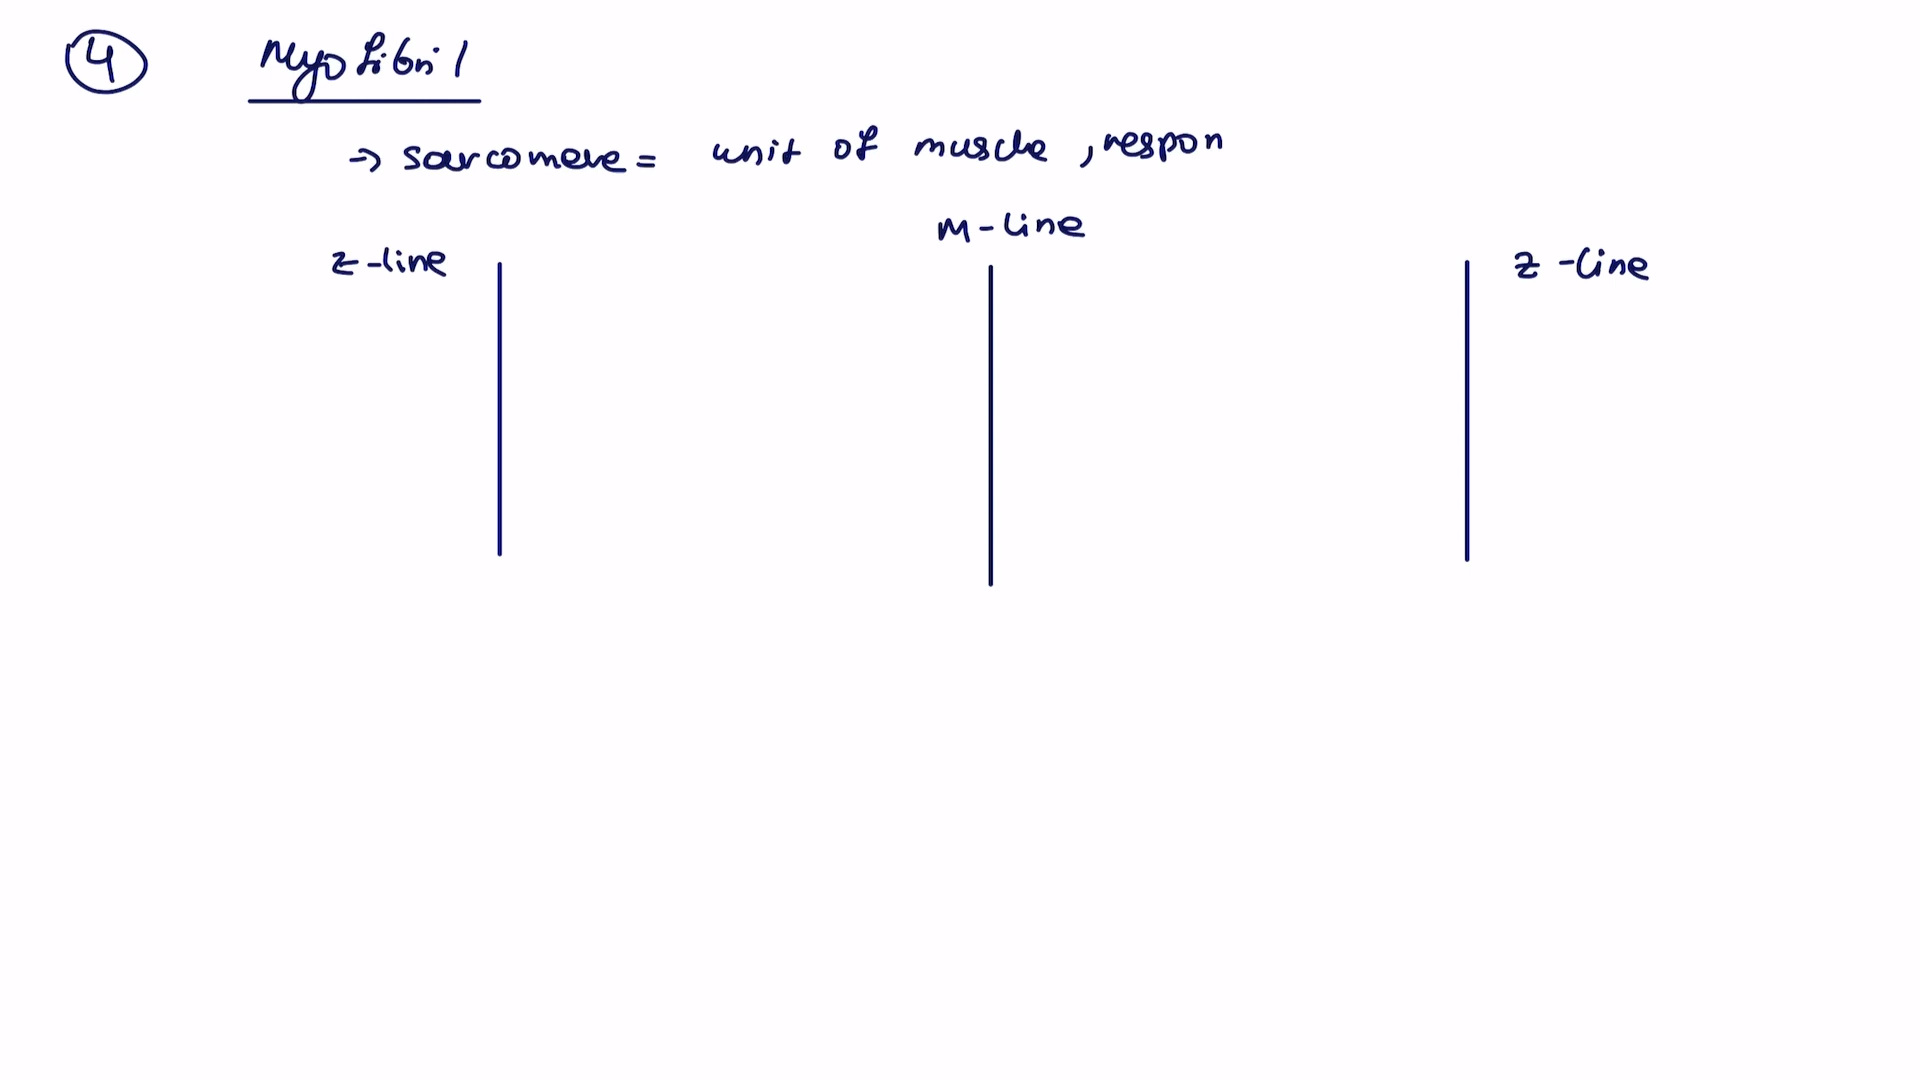 4 Myofibril
→ sarcomere = unit of muscle, respon
M-line
Z-line Z-line